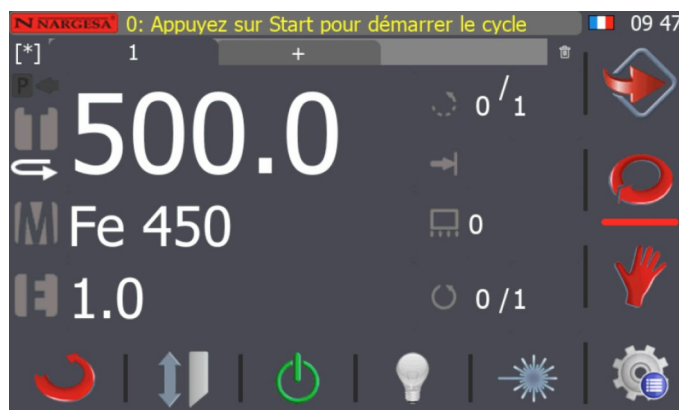 NARGESA 0: Appuyez sur Start pour démarrer le cycle 09 47
[*] 1 +
P
500.0 0/1
Fe 450 0
1.0 0/1